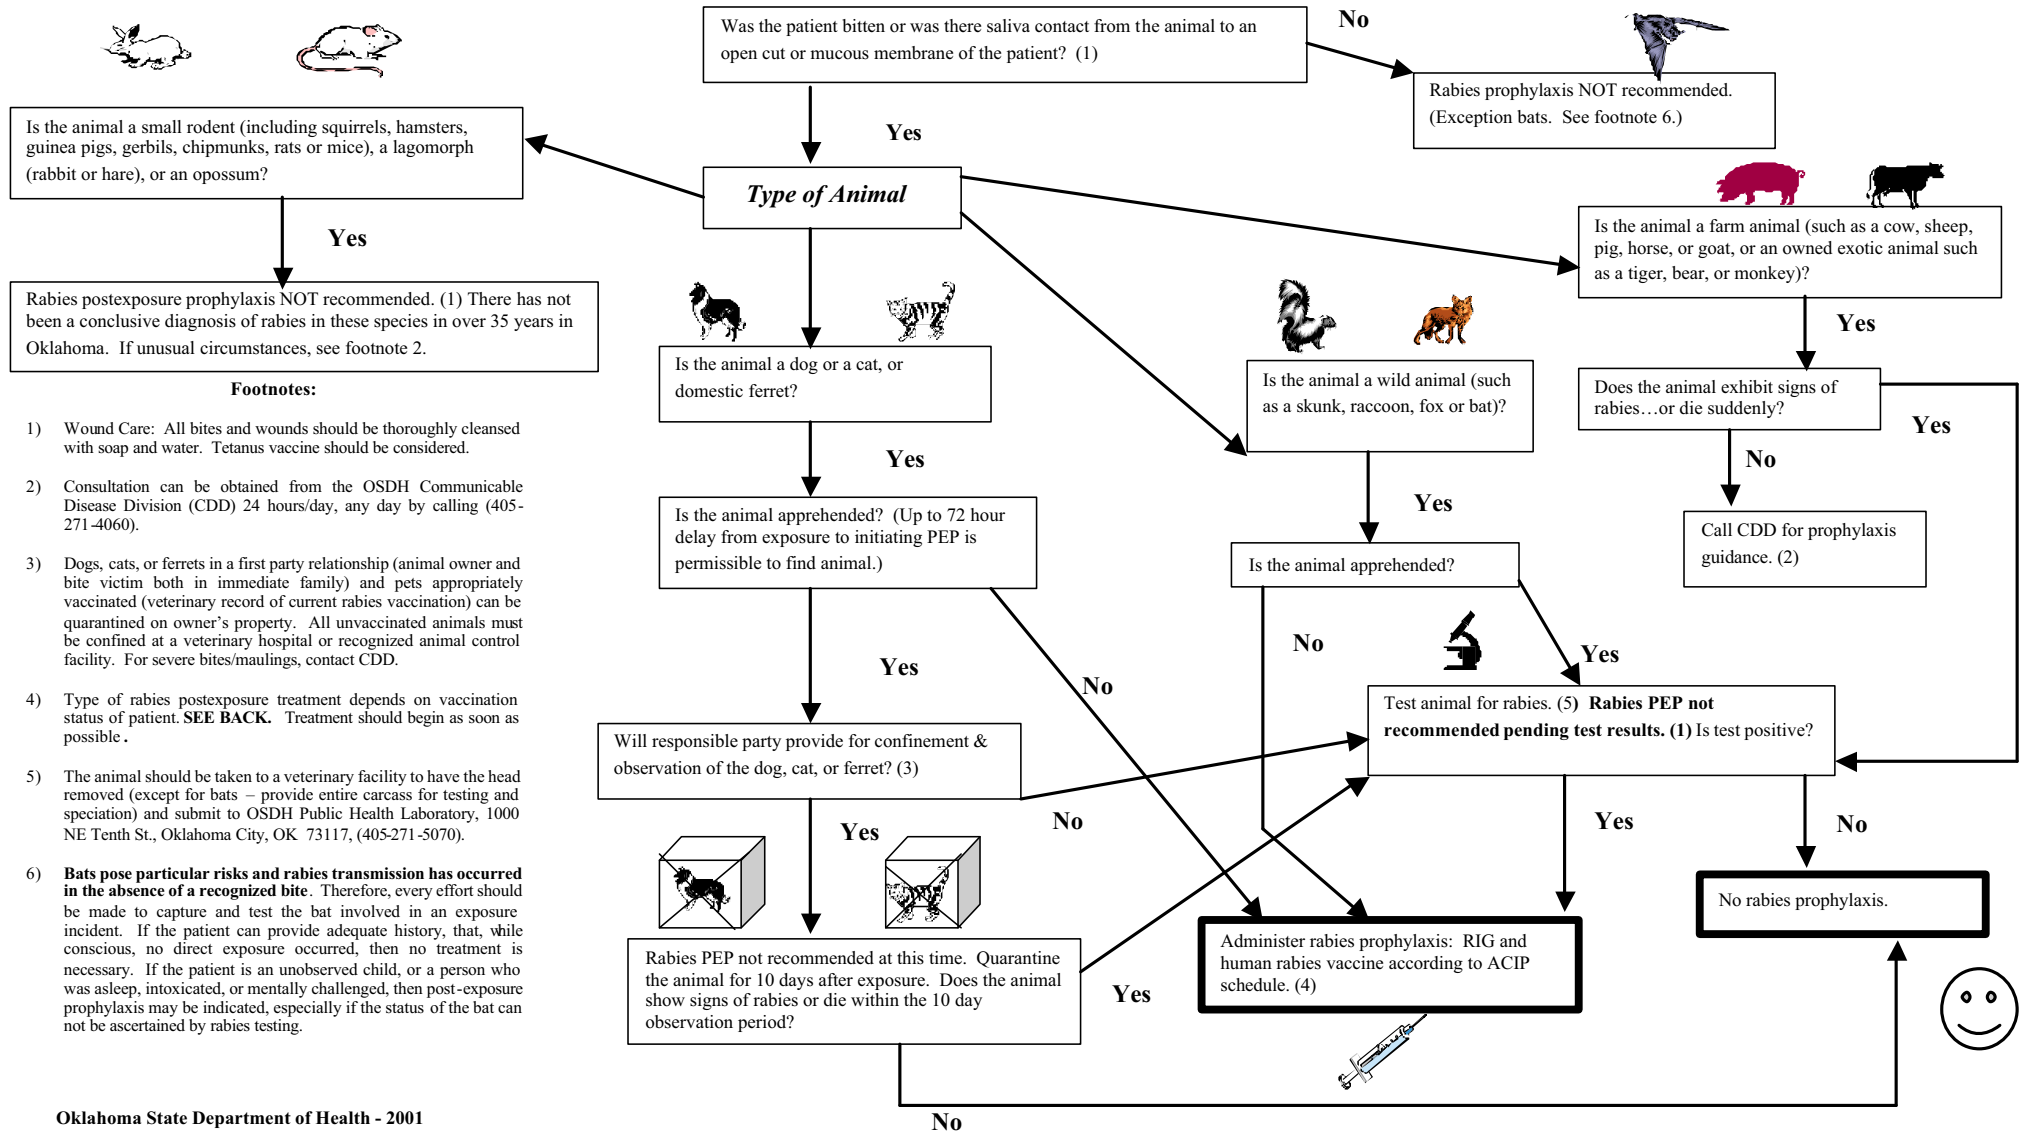 Was the patient bitten or was there saliva contact from the animal to an
open cut or mucous membrane of the patient?  (1)
No
Rabies prophylaxis NOT recommended.
(Exception bats.  See footnote 6.)
Yes
Type of Animal
Is the animal a small rodent (including squirrels, hamsters,
guinea pigs, gerbils, chipmunks, rats or mice), a lagomorph
(rabbit or hare), or an opossum?
Yes
Rabies postexposure prophylaxis NOT recommended. (1) There has not
been a conclusive diagnosis of rabies in these species in over 35 years in
Oklahoma.  If unusual circumstances, see footnote 2.
Is the animal a dog or a cat, or
domestic ferret?
Yes
Is the animal apprehended?  (Up to 72 hour
delay from exposure to initiating PEP is
permissible to find animal.)
Yes
No
Will responsible party provide for confinement &
observation of the dog, cat, or ferret? (3)
Yes
No
Rabies PEP not recommended at this time.  Quarantine
the animal for 10 days after exposure.  Does the animal
show signs of rabies or die within the 10 day
observation period?
Yes
No
Is the animal a wild animal (such
as a skunk, raccoon, fox or bat)?
Yes
Is the animal apprehended?
No
Yes
Test animal for rabies. (5)  Rabies PEP not
recommended pending test results. (1) Is test positive?
Yes
No
Administer rabies prophylaxis:  RIG and
human rabies vaccine according to ACIP
schedule. (4)
No rabies prophylaxis.
Is the animal a farm animal (such as a cow, sheep,
pig, horse, or goat, or an owned exotic animal such
as a tiger, bear, or monkey)?
Yes
Does the animal exhibit signs of
rabies…or die suddenly?
Yes
No
Call CDD for prophylaxis
guidance. (2)
Footnotes:
1) Wound Care:  All bites and wounds should be thoroughly cleansed
with soap and water.  Tetanus vaccine should be considered.
2) Consultation can be obtained from the OSDH Communicable
Disease Division (CDD) 24 hours/day, any day by calling (405-
271-4060).
3) Dogs, cats, or ferrets in a first party relationship (animal owner and
bite victim both in immediate family) and pets appropriately
vaccinated (veterinary record of current rabies vaccination) can be
quarantined on owner's property.  All unvaccinated animals must
be confined at a veterinary hospital or recognized animal control
facility.  For severe bites/maulings, contact CDD.
4) Type of rabies postexposure treatment depends on vaccination
status of patient. SEE BACK.  Treatment should begin as soon as
possible.
5) The animal should be taken to a veterinary facility to have the head
removed (except for bats – provide entire carcass for testing and
speciation) and submit to OSDH Public Health Laboratory, 1000
NE Tenth St., Oklahoma City, OK  73117, (405-271-5070).
6) Bats pose particular risks and rabies transmission has occurred
in the absence of a recognized bite.  Therefore, every effort should
be made to capture and test the bat involved in an exposure
incident.  If the patient can provide adequate history, that, while
conscious, no direct exposure occurred, then no treatment is
necessary.  If the patient is an unobserved child, or a person who
was asleep, intoxicated, or mentally challenged, then post-exposure
prophylaxis may be indicated, especially if the status of the bat can
not be ascertained by rabies testing.
Oklahoma State Department of Health - 2001